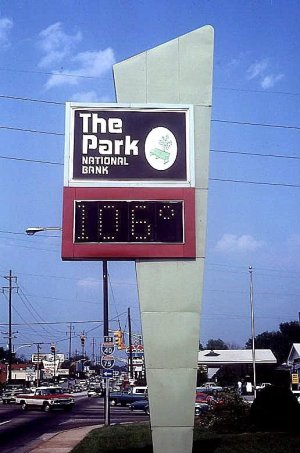 The
Park
NATIONAL
BANK
106°